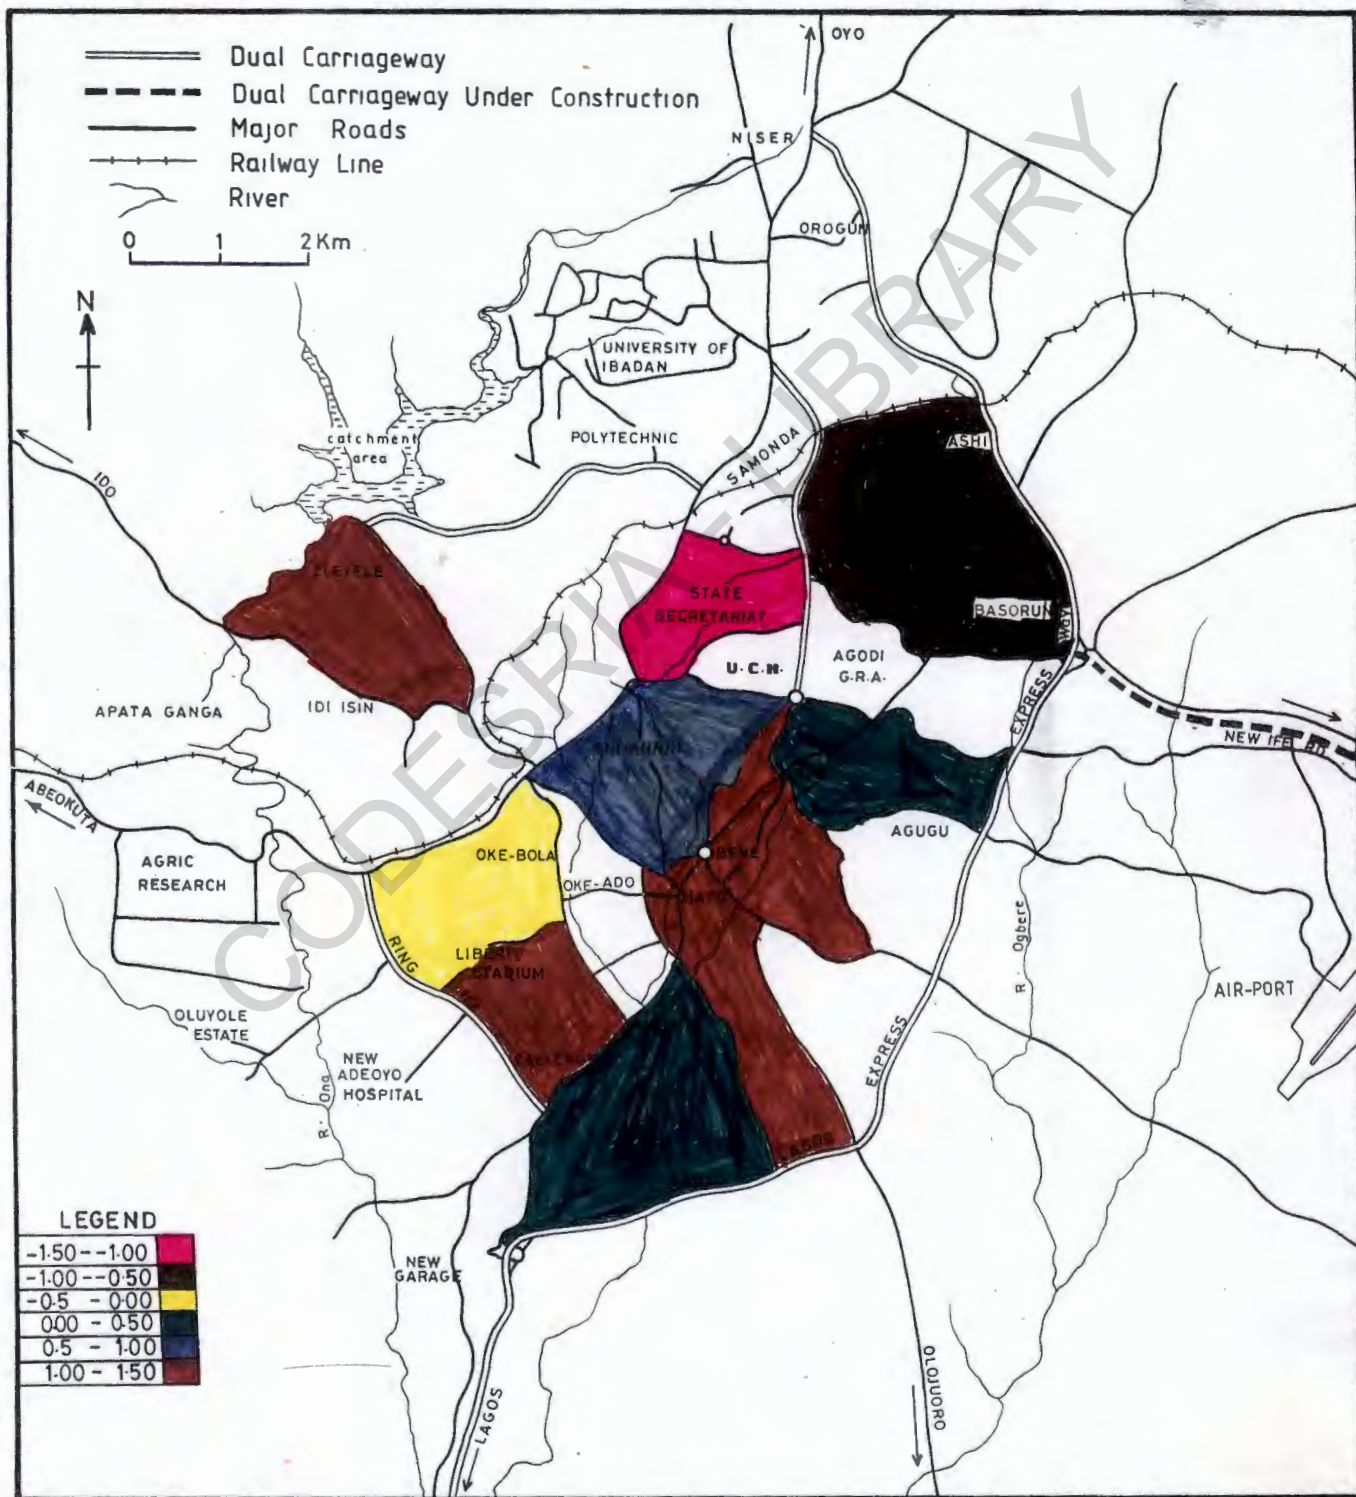 Dual Carriageway
Dual Carriageway Under Construction
Major Roads
Railway Line
River
0 1 2 Km
N
OYO
NISER
OROGUN
UNIVERSITY OF
IBADAN
catchment
area
POLYTECHNIC
SAMONDA
ASHI
IDO
ELEYELE
STATE
SECRETARIAT
BASORUN
WAY
U.C.H.
AGODI
G.R.A.
APATA GANGA
IDI ISIN
EXPRESS
NEW IFE RD.
ABEOKUTA
AGUGU
AGRIC
RESEARCH
OKE-BOLA
BERE
OKE-ADO
RING
LIBERTY
STADIUM
R. Ogbere
AIR-PORT
OLUYOLE
ESTATE
NEW
ADEOYO
HOSPITAL
R. Ona
EXPRESS
LAGOS
LEGEND
-1.50 - -1.00
-1.00 - -0.50
-0.5 - 0.00
0.00 - 0.50
0.5 - 1.00
1.00 - 1.50
NEW
GARAGE
LAGOS
OLOJUORO
CODESRIA - LIBRARY